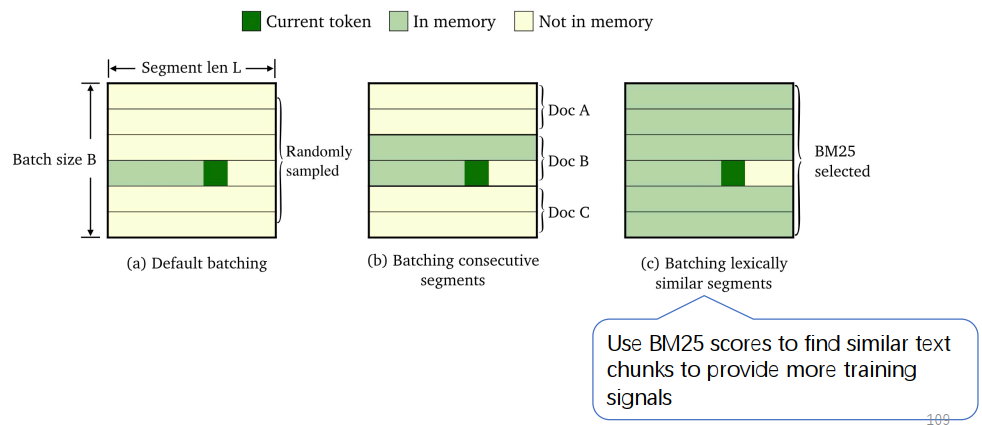 Current token
In memory
Not in memory
Segment len L
Batch size B
Randomly
sampled
Doc A
Doc B
Doc C
BM25
selected
(a) Default batching
(b) Batching consecutive
segments
(c) Batching lexically
similar segments
Use BM25 scores to find similar text
chunks to provide more training
signals
109